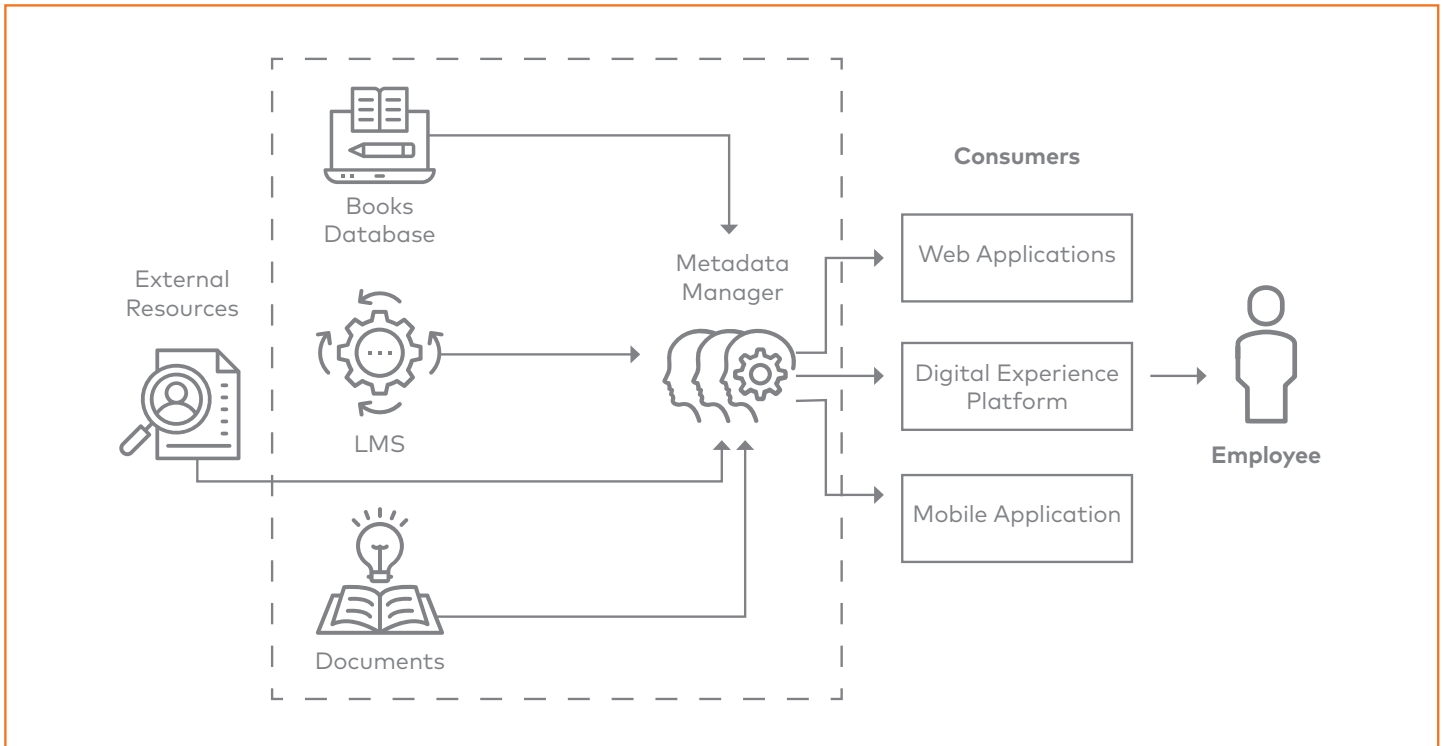 External
Resources
Books
Database
LMS
Documents
Metadata
Manager
Consumers
Web Applications
Digital Experience
Platform
Mobile Application
Employee